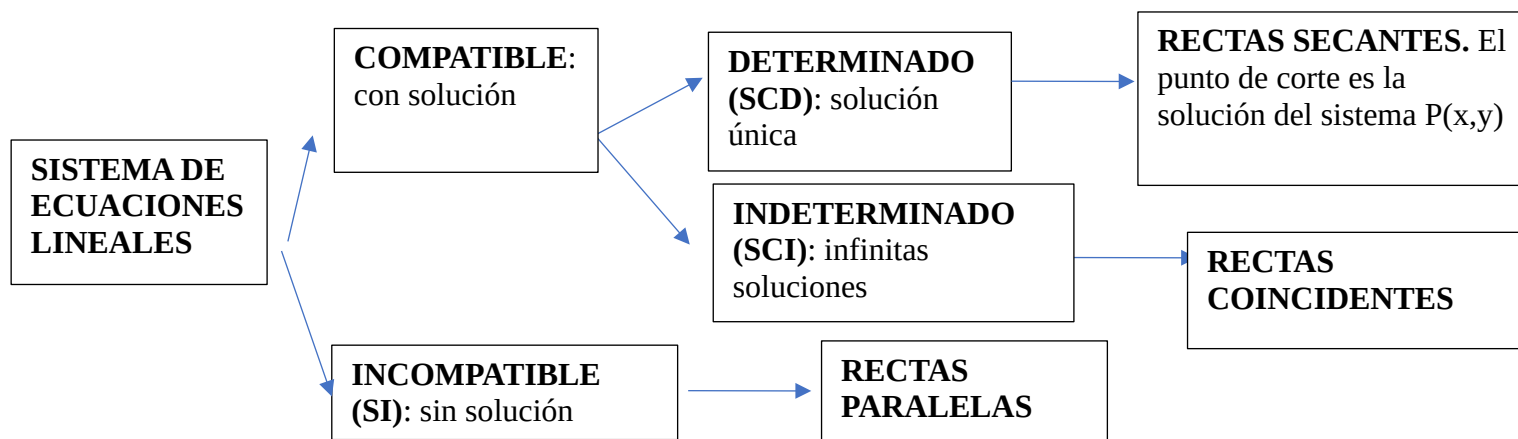 SISTEMA DE
ECUACIONES
LINEALES
COMPATIBLE:
con solución
DETERMINADO
(SCD): solución
única
RECTAS SECANTES. El
punto de corte es la
solución del sistema P(x,y)
INDETERMINADO
(SCI): infinitas
soluciones
RECTAS
COINCIDENTES
INCOMPATIBLE
(SI): sin solución
RECTAS
PARALELAS